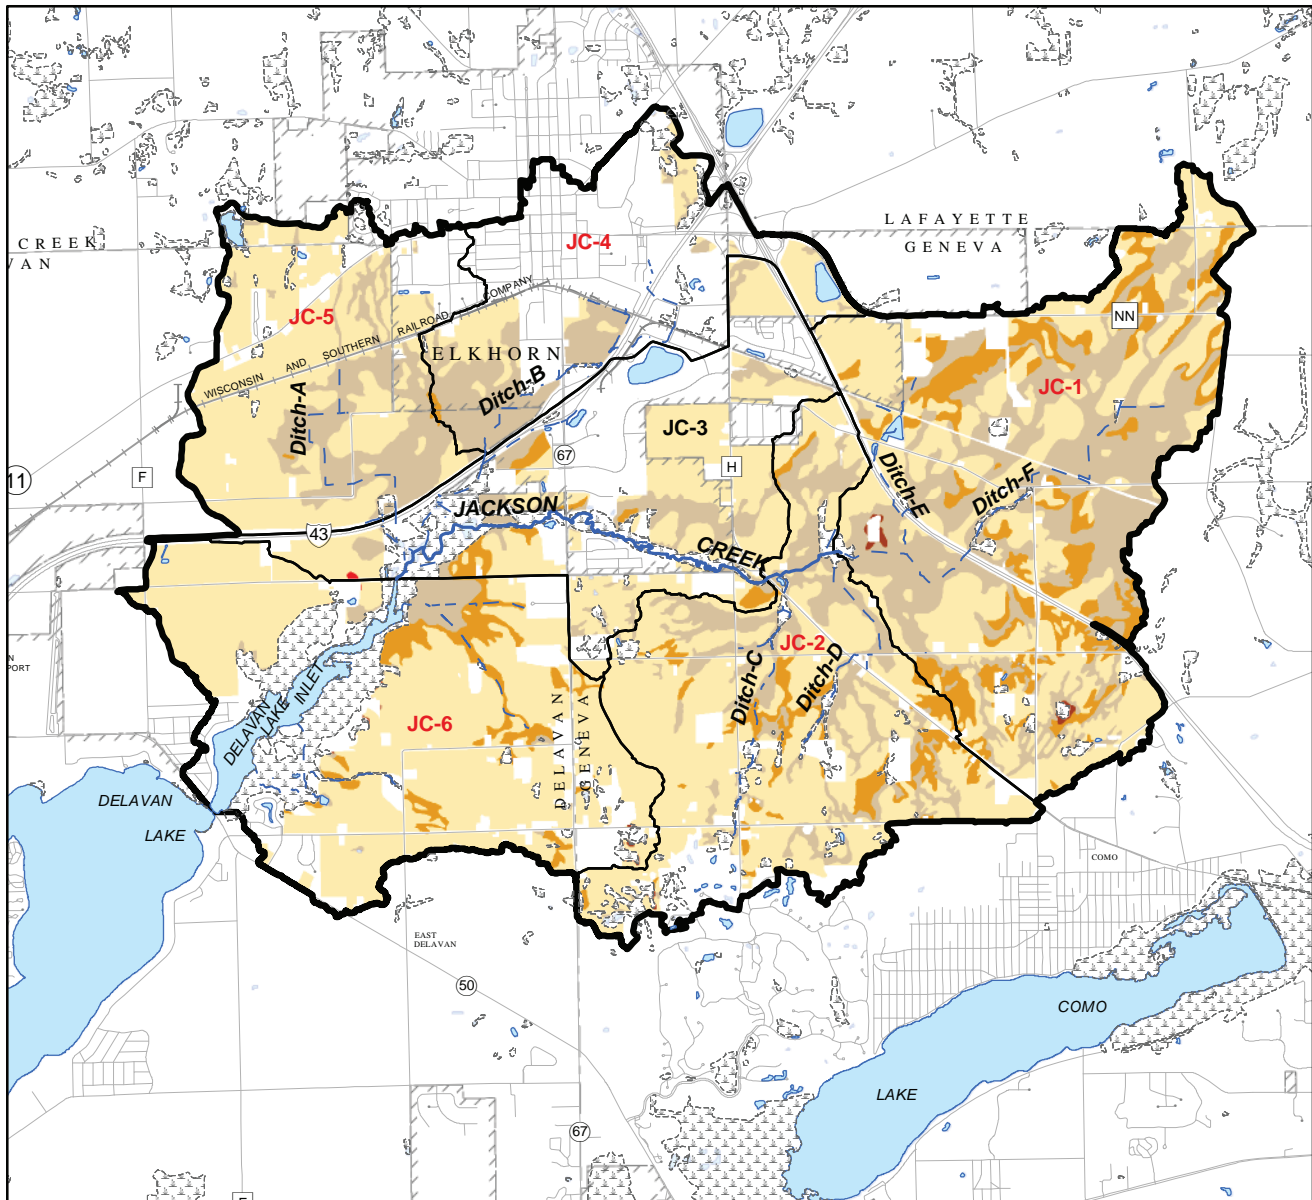 LAFAYETTE
GENEVA
CREEK
VAN
JC-4
COMPANY
NN
JC-5
RAILROAD
SOUTHERN
AND
WISCONSIN
ELKHORN
JC-1
Ditch-A
Ditch-B
JC-3
67
H
11
F
Ditch-E
Ditch-F
JACKSON
43
CREEK
JC-2
N
PORT
Ditch-C
Ditch-D
DELAVAN
LAKE INLET
JC-6
DELAVAN
GENEVA
DELAVAN
LAKE
COMO
EAST
DELAVAN
50
COMO
LAKE
67